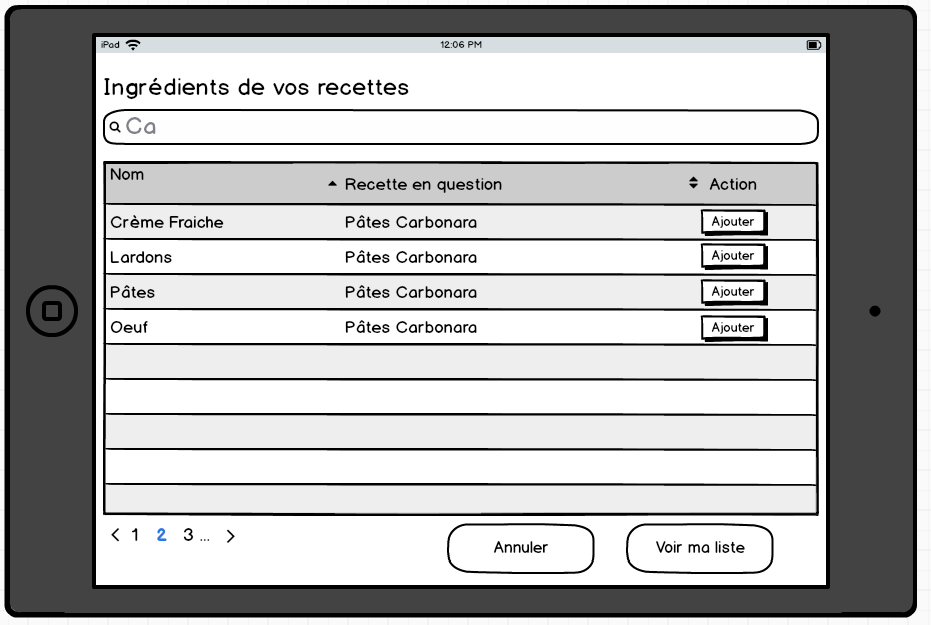 iPad 12:06 PM
Ingrédients de vos recettes
Ca
Nom Recette en question Action
Crème Fraiche Pâtes Carbonara Ajouter
Lardons Pâtes Carbonara Ajouter
Pâtes Pâtes Carbonara Ajouter
Oeuf Pâtes Carbonara Ajouter
1 2 3 ...
Annuler Voir ma liste